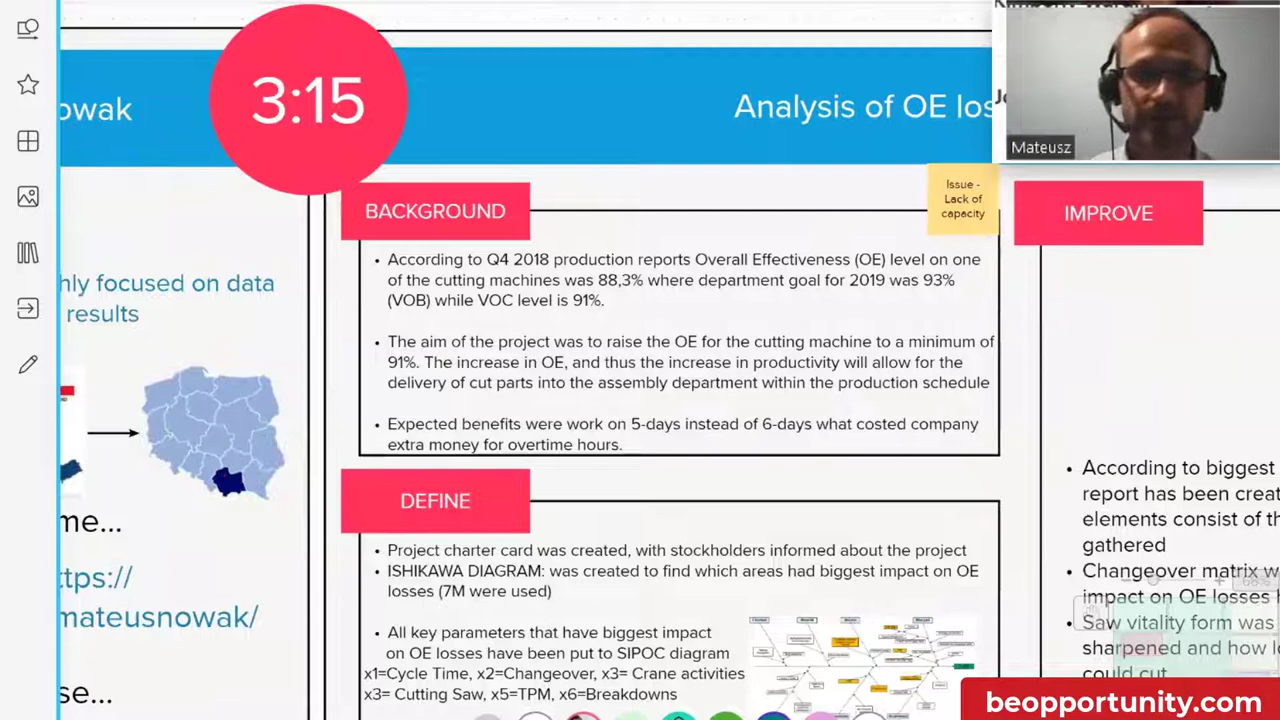 owak
3:15
Analysis of OE los
Mateusz
Issue -
Lack of
capacity
BACKGROUND
IMPROVE
• According to Q4 2018 production reports Overall Effectiveness (OE) level on one
of the cutting machines was 88,3% where department goal for 2019 was 93%
(VOB) while VOC level is 91%.
• The aim of the project was to raise the OE for the cutting machine to a minimum of
91%. The increase in OE, and thus the increase in productivity will allow for the
delivery of cut parts into the assembly department within the production schedule
• Expected benefits were work on 5-days instead of 6-days what costed company
extra money for overtime hours.
hly focused on data
results
me...
ttps://
mateusnowak/
se...
DEFINE
• Project charter card was created, with stockholders informed about the project
• ISHIKAWA DIAGRAM: was created to find which areas had biggest impact on OE
losses (7M were used)
• All key parameters that have biggest impact
on OE losses have been put to SIPOC diagram
x1=Cycle Time, x2=Changeover, x3= Crane activities
x3= Cutting Saw, x5=TPM, x6=Breakdowns
• According to biggest
report has been creat
elements consist of th
gathered
• Changeover matrix w
impact on OE losses h
• Saw vitality form was
sharpened and how lo
could cut
beopportunity.com